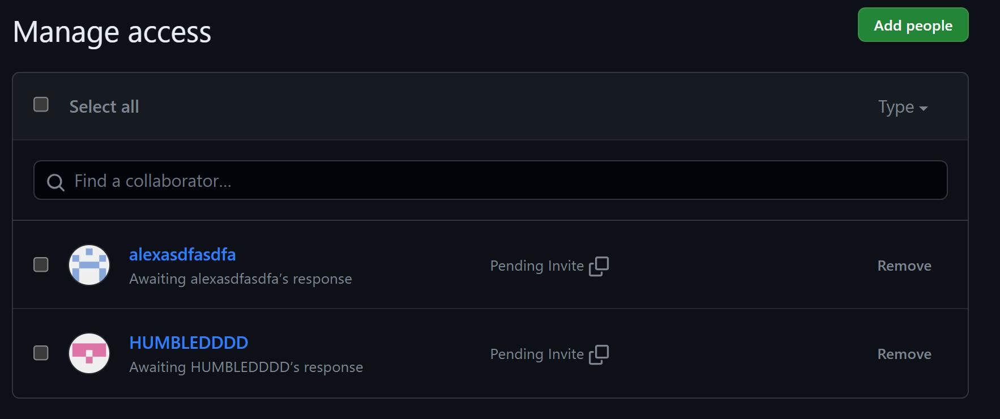 Manage access
Add people
Select all
Type
Find a collaborator...
alexasdfasdfa
Awaiting alexasdfasdfa's response
Pending Invite
Remove
HUMBLEDDDD
Awaiting HUMBLEDDDD's response
Pending Invite
Remove